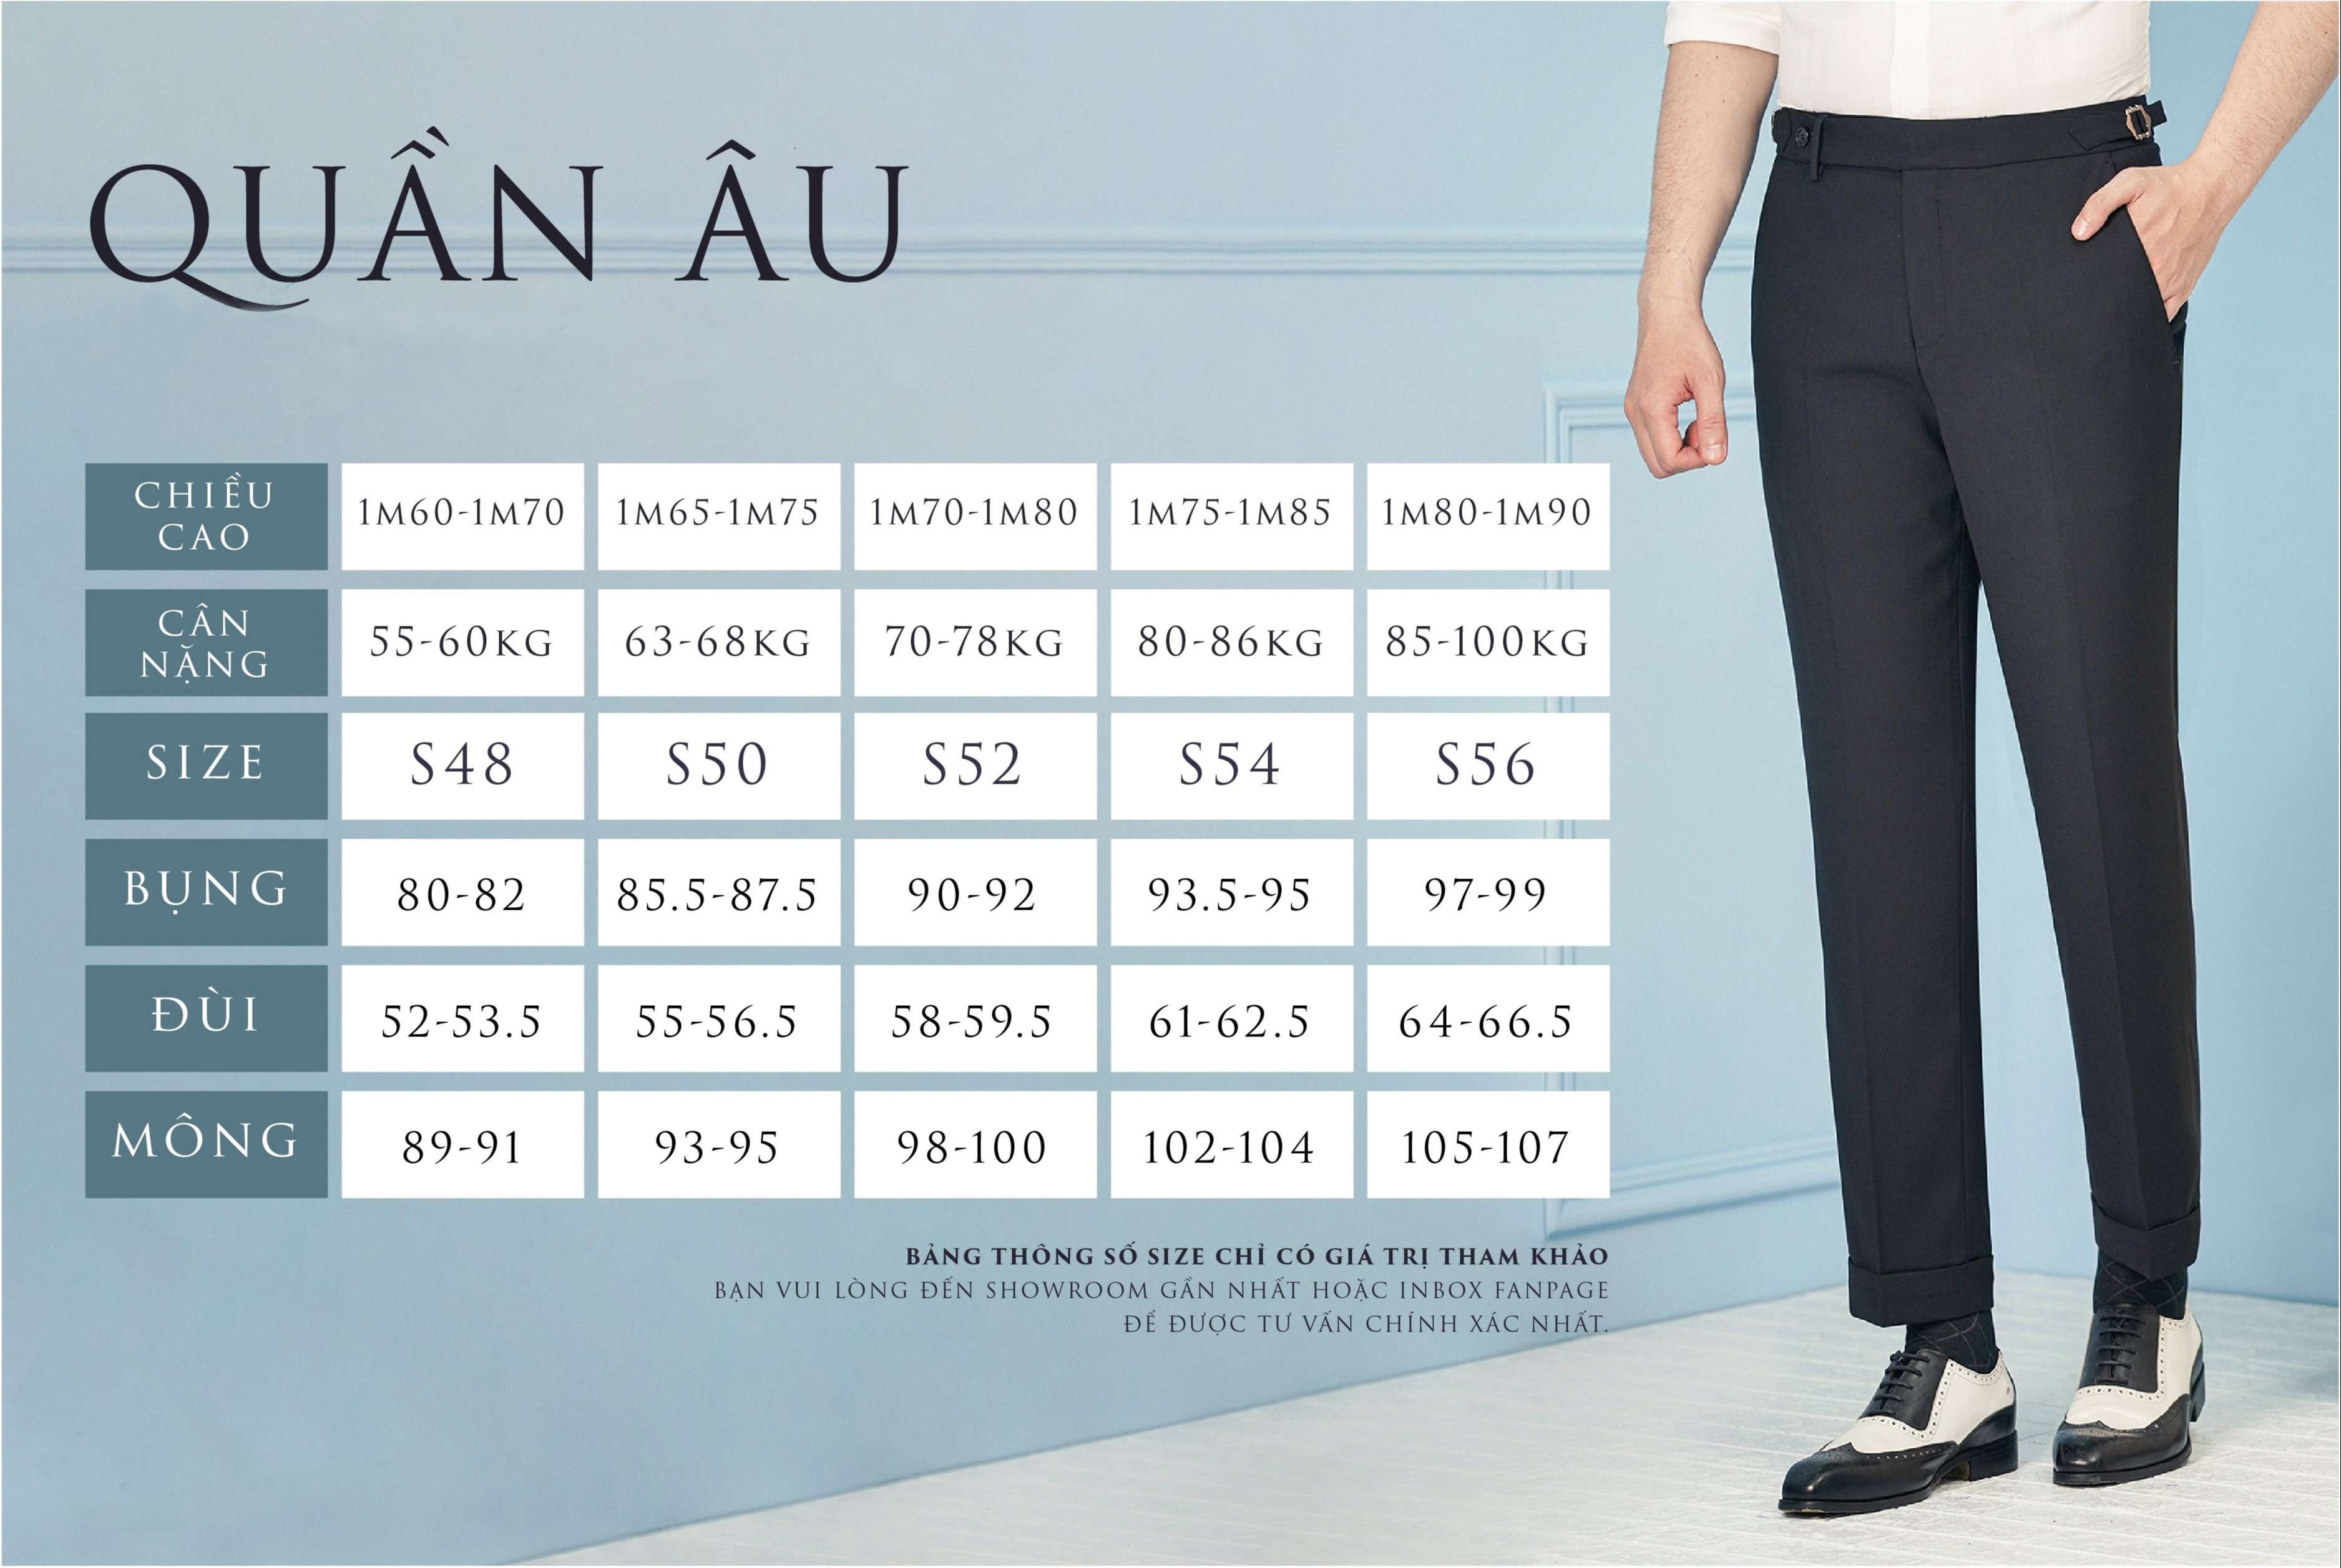 QUẦN ÂU
CHIỀU CAO 1M60-1M70 1M65-1M75 1M70-1M80 1M75-1M85 1M80-1M90
CÂN NẶNG 55-60KG 63-68KG 70-78KG 80-86KG 85-100KG
SIZE S48 S50 S52 S54 S56
BỤNG 80-82 85.5-87.5 90-92 93.5-95 97-99
ĐÙI 52-53.5 55-56.5 58-59.5 61-62.5 64-66.5
MÔNG 89-91 93-95 98-100 102-104 105-107
BẢNG THÔNG SỐ SIZE CHỈ CÓ GIÁ TRỊ THAM KHẢO
BẠN VUI LÒNG ĐẾN SHOWROOM GẦN NHẤT HOẶC INBOX FANPAGE
ĐỂ ĐƯỢC TƯ VẤN CHÍNH XÁC NHẤT.